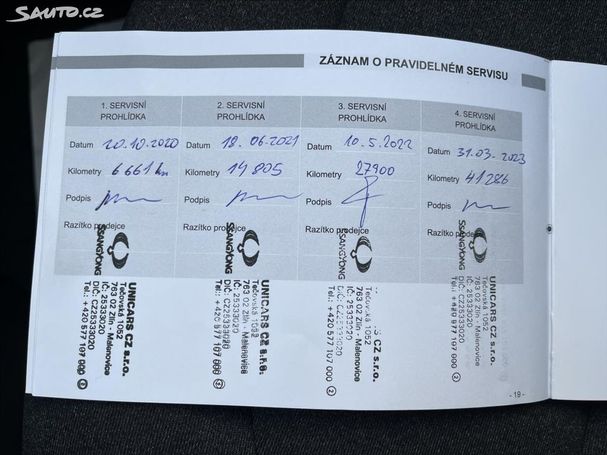 SAUTO.CZ
ZÁZNAM O PRAVIDELNÉM SERVISU
1. SERVISNÍ PROHLÍDKA
Datum 20.10.2020
Kilometry 6661 km
Podpis
Razítko prodejce
SSANGYONG
UNICARS CZ s.r.o.
Tečovská 1052
763 02 Zlín - Malenovice
IČ: 25333020
DIČ: CZ25333020
Tel.: +420 577 107 000 2
2. SERVISNÍ PROHLÍDKA
Datum 18.06.2021
Kilometry 14 805
Podpis
Razítko prodejce
SSANGYONG
UNICARS CZ s.r.o.
Tečovská 1052
763 02 Zlín - Malenovice
IČ: 25333020
DIČ: CZ25333020
Tel.: +420 577 107 000
3. SERVISNÍ PROHLÍDKA
Datum 10.5.2022
Kilometry 27900
Podpis
Razítko prodejce
SSANGYONG
S CZ s.r.o.
Tečovská 1052
763 02 Zlín - Malenovice
IČ: 25333020
DIČ: CZ25333020
Tel.: +420 577 107 000 2
4. SERVISNÍ PROHLÍDKA
Datum 31.03.2023
Kilometry 41286
Podpis
Razítko prodejce
SSANGYONG
UNICARS CZ s.r.o.
Tečovská 1052
763 02 Zlín - Malenovice
IČ: 25333020
DIČ: CZ25333020
Tel.: +420 577 107 000 2
- 19 -